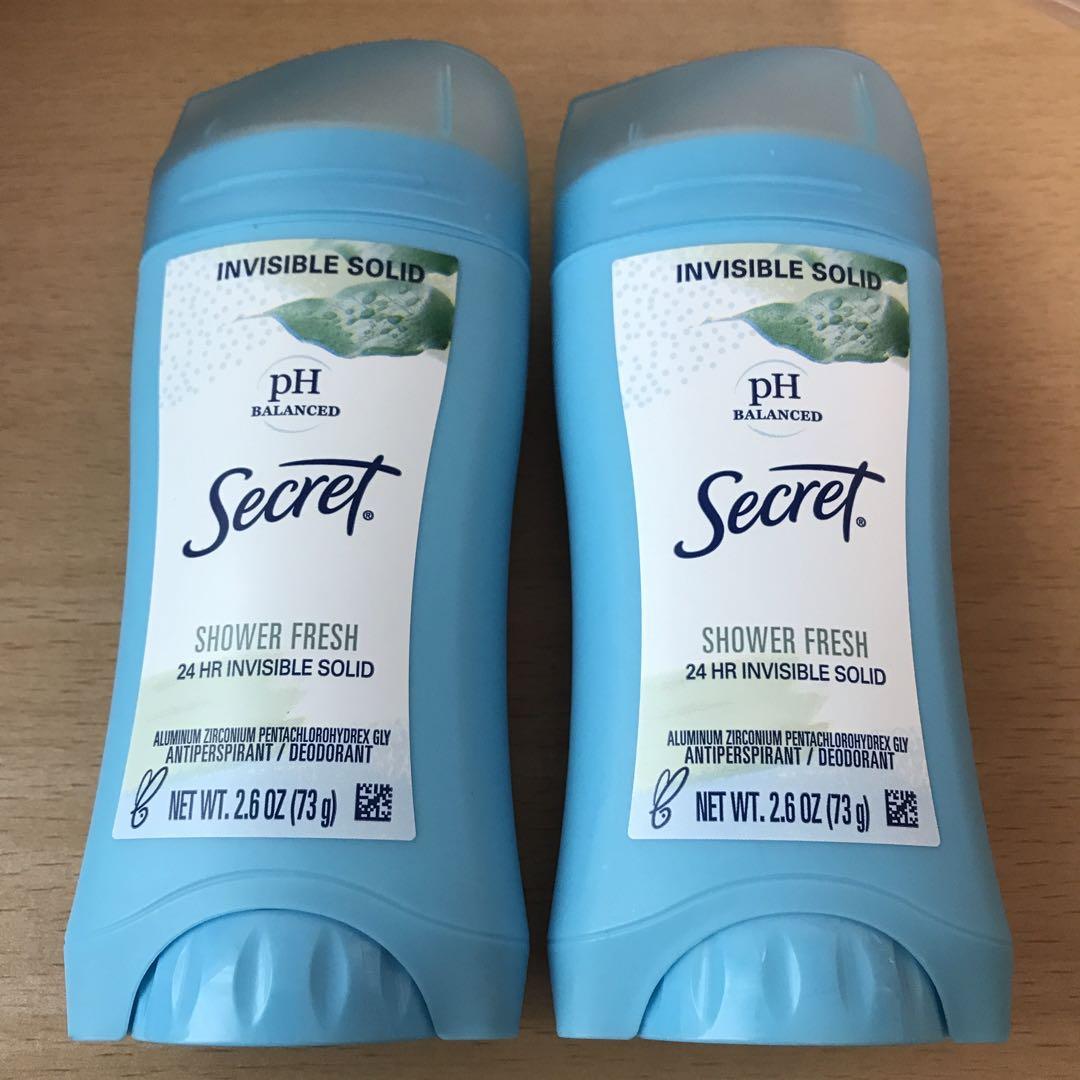 INVISIBLE SOLID
pH
BALANCED
Secret®
SHOWER FRESH
24 HR INVISIBLE SOLID
ALUMINUM ZIRCONIUM PENTACHLOROHYDREX GLY
ANTIPERSPIRANT / DEODORANT
NET WT. 2.6 OZ (73 g)
INVISIBLE SOLID
pH
BALANCED
Secret®
SHOWER FRESH
24 HR INVISIBLE SOLID
ALUMINUM ZIRCONIUM PENTACHLOROHYDREX GLY
ANTIPERSPIRANT / DEODORANT
NET WT. 2.6 OZ (73 g)